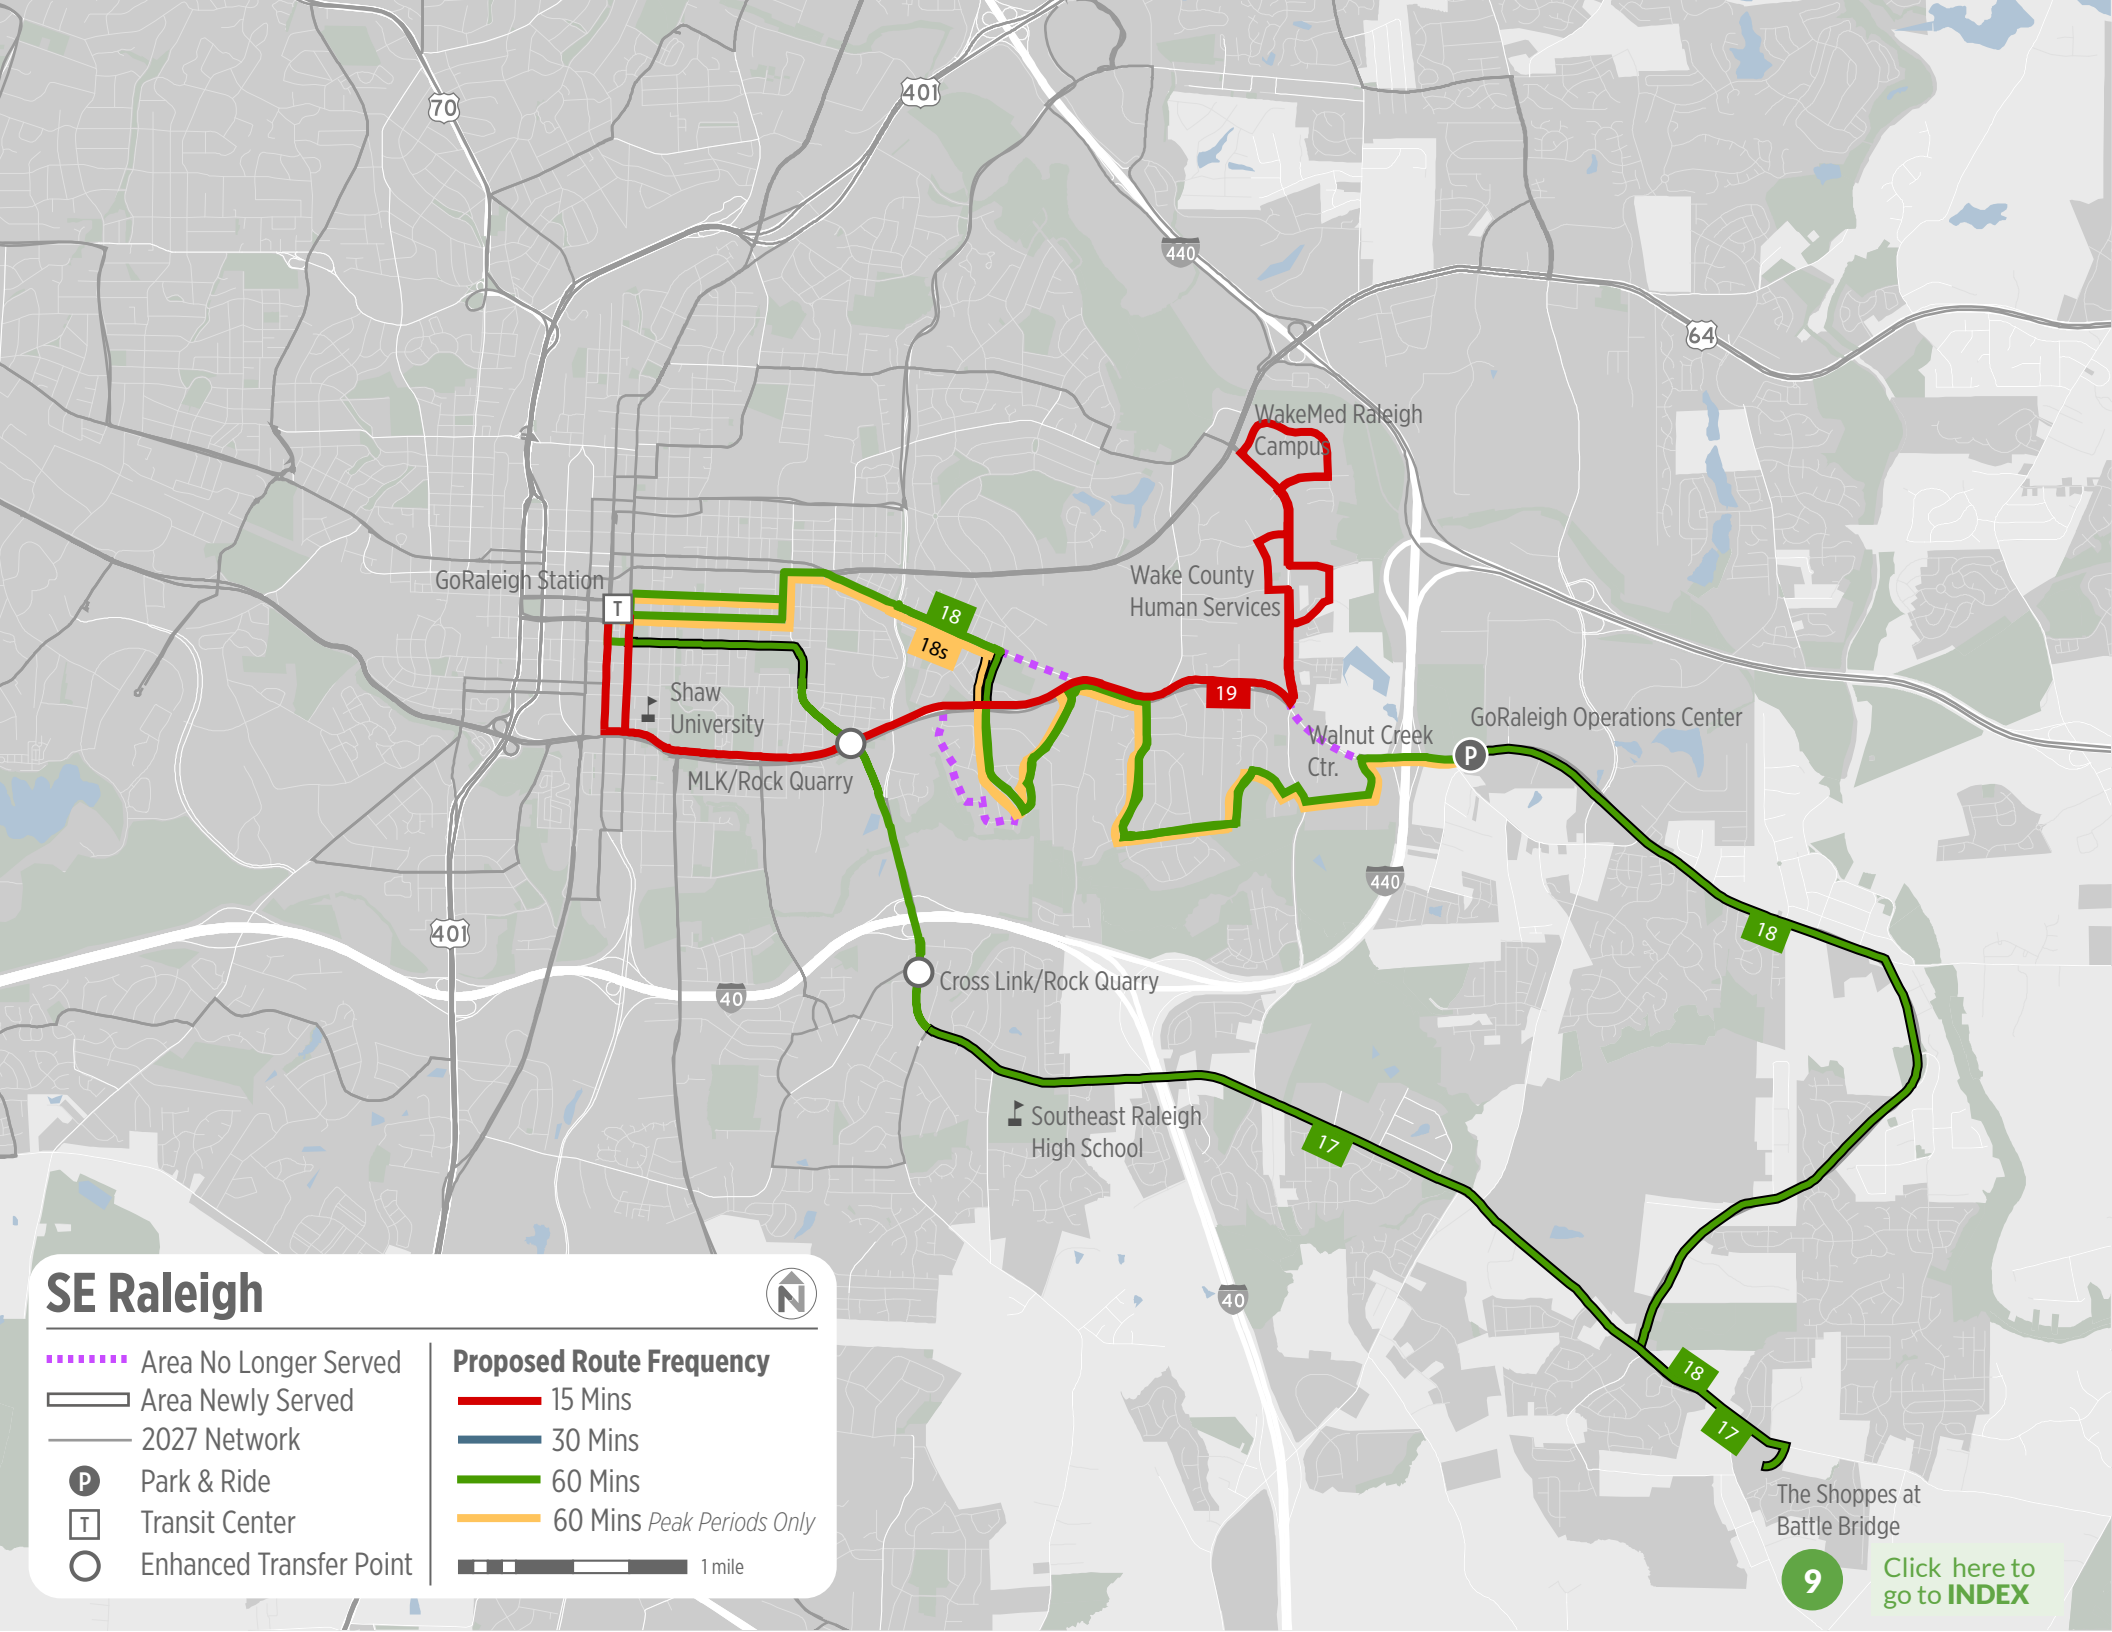 70
401
440
64
WakeMed Raleigh
Campus
GoRaleigh Station
T
Wake County
Human Services
18
18s
Shaw
University
19
GoRaleigh Operations Center
Walnut Creek
Ctr.
P
MLK/Rock Quarry
440
401
18
Cross Link/Rock Quarry
40
Southeast Raleigh
High School
17
40
18
17
The Shoppes at
Battle Bridge
SE Raleigh
N
Area No Longer Served
Area Newly Served
2027 Network
P Park & Ride
T Transit Center
Enhanced Transfer Point
Proposed Route Frequency
15 Mins
30 Mins
60 Mins
60 Mins Peak Periods Only
1 mile
9
Click here to
go to INDEX